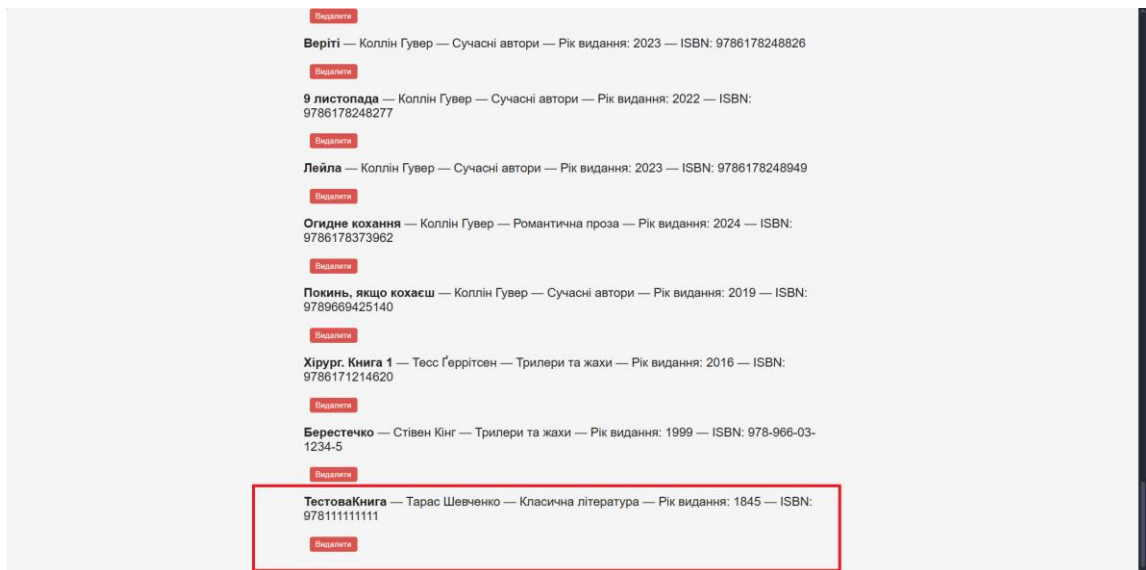 Видалити
Веріті — Коллін Гувер — Сучасні автори — Рік видання: 2023 — ISBN: 9786178248826
Видалити
9 листопада — Коллін Гувер — Сучасні автори — Рік видання: 2022 — ISBN:
9786178248277
Видалити
Лейла — Коллін Гувер — Сучасні автори — Рік видання: 2023 — ISBN: 9786178248949
Видалити
Огидне кохання — Коллін Гувер — Романтична проза — Рік видання: 2024 — ISBN:
9786178373962
Видалити
Покинь, якщо кохаєш — Коллін Гувер — Сучасні автори — Рік видання: 2019 — ISBN:
9789669425140
Видалити
Хірург. Книга 1 — Тесс Ґеррітсен — Трилери та жахи — Рік видання: 2016 — ISBN:
9786171214620
Видалити
Берестечко — Стівен Кінг — Трилери та жахи — Рік видання: 1999 — ISBN: 978-966-03-
1234-5
Видалити
ТестоваКнига — Тарас Шевченко — Класична література — Рік видання: 1845 — ISBN:
978111111111
Видалити